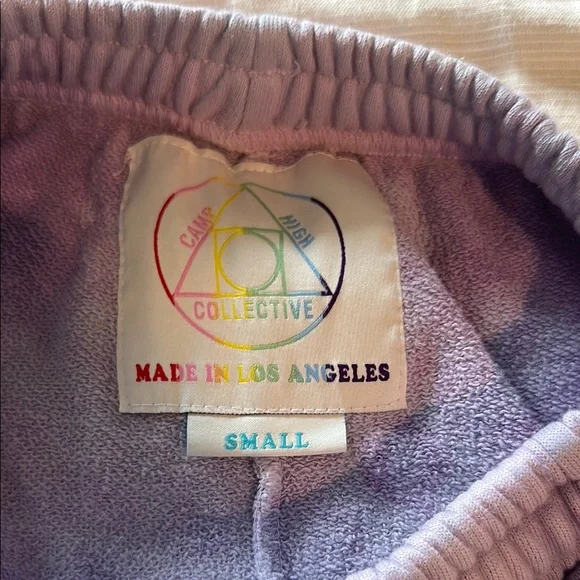 CAMP HIGH
COLLECTIVE
MADE IN LOS ANGELES
SMALL